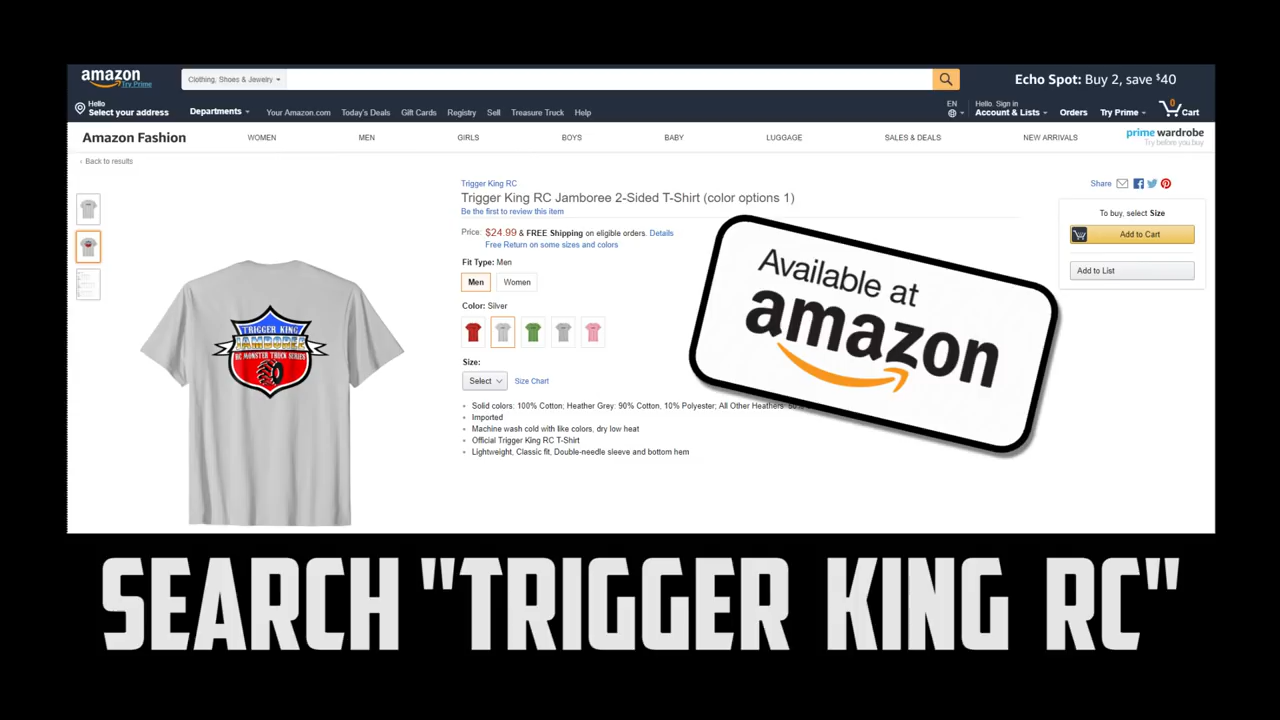 amazon
Try Prime
Clothing, Shoes & Jewelry
Echo Spot: Buy 2, save $40
Hello
Select your address
Departments
Your Amazon.com
Today's Deals
Gift Cards
Registry
Sell
Treasure Truck
Help
EN
Hello. Sign in
Account & Lists
Orders
Try Prime
0
Cart
Amazon Fashion
WOMEN
MEN
GIRLS
BOYS
BABY
LUGGAGE
SALES & DEALS
NEW ARRIVALS
prime wardrobe
Try before you buy
‹ Back to results
Trigger King RC
Trigger King RC Jamboree 2-Sided T-Shirt (color options 1)
Be the first to review this item
Price: $24.99 & FREE Shipping on eligible orders. Details
Free Return on some sizes and colors
Fit Type: Men
Men
Women
Color: Silver
Size:
Select
Size Chart
Solid colors: 100% Cotton; Heather Grey: 90% Cotton, 10% Polyester; All Other Heathers:
Imported
Machine wash cold with like colors, dry low heat
Official Trigger King RC T-Shirt
Lightweight, Classic fit, Double-needle sleeve and bottom hem
Share
To buy, select Size
Add to Cart
Add to List
TRIGGER KING
JAMBOREE
RC MONSTER TRUCK SERIES
Available at
amazon
SEARCH "TRIGGER KING RC"